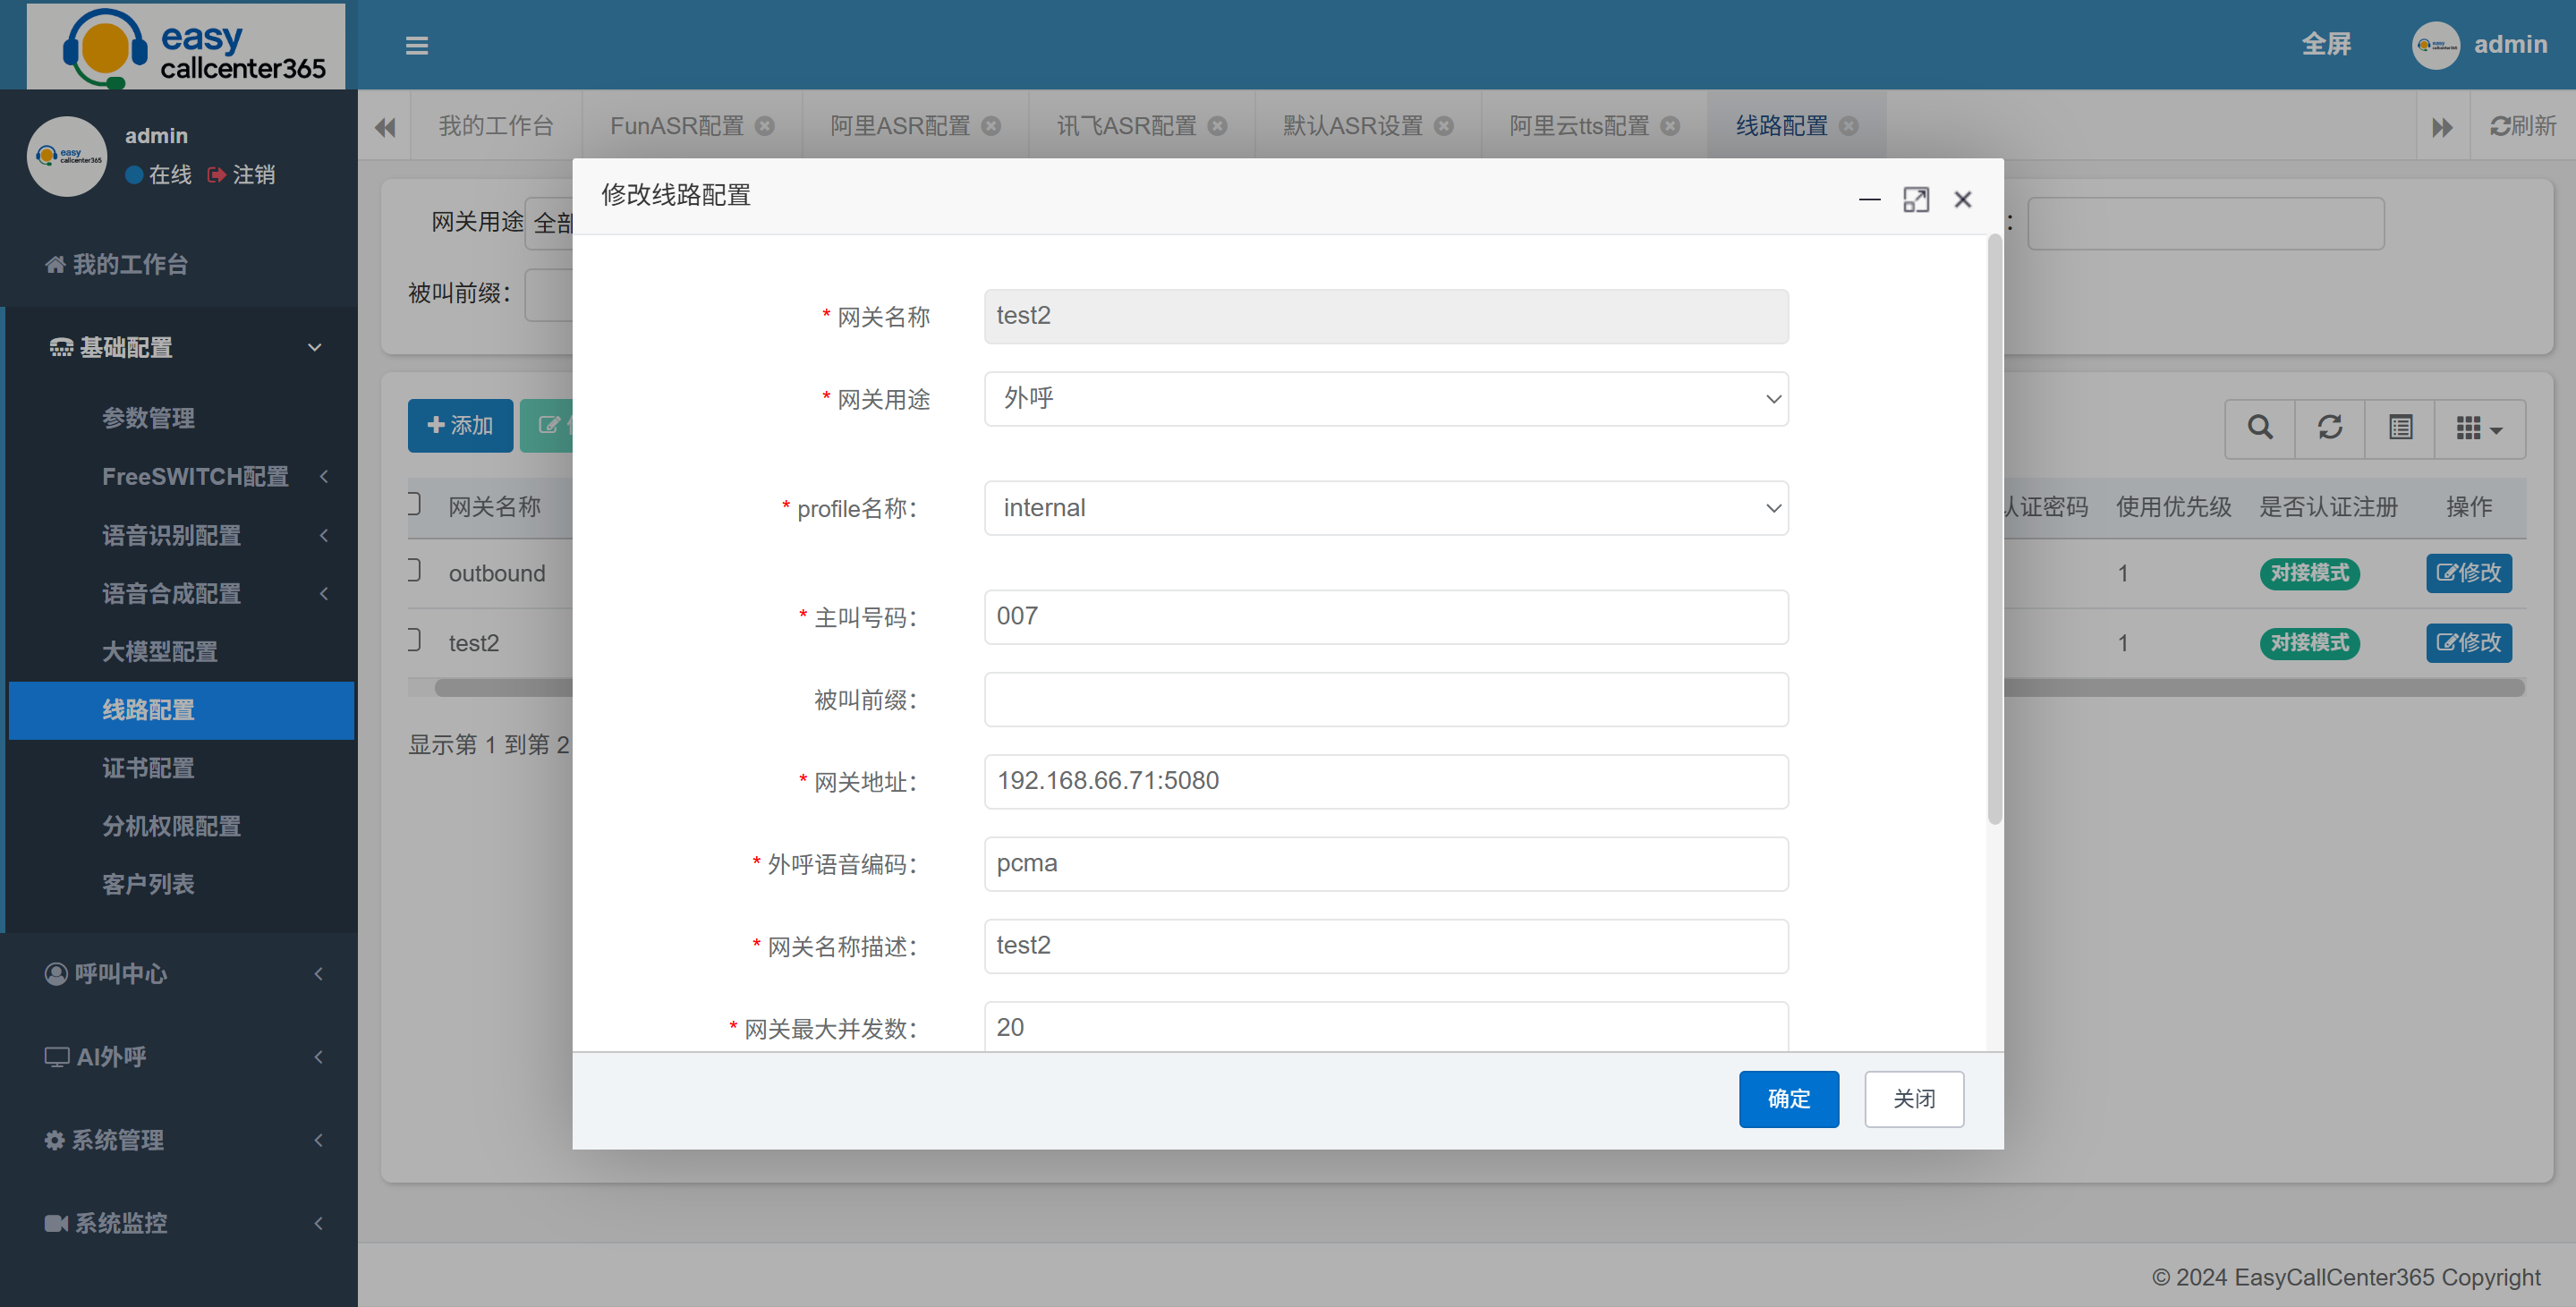 easy
callcenter365
全屏
admin
admin
在线 注销
我的工作台
FunASR配置
阿里ASR配置
讯飞ASR配置
默认ASR设置
阿里云tts配置
线路配置
刷新
我的工作台
基础配置
参数管理
FreeSWITCH配置
语音识别配置
语音合成配置
大模型配置
线路配置
证书配置
分机权限配置
客户列表
呼叫中心
AI外呼
系统管理
系统监控
网关用途 全部
：
被叫前缀：
添加
网关名称
认证密码 使用优先级 是否认证注册 操作
outbound
1 对接模式 修改
test2
1 对接模式 修改
显示第 1 到第 2
修改线路配置
* 网关名称 test2
* 网关用途 外呼
* profile名称： internal
* 主叫号码： 007
被叫前缀：
* 网关地址： 192.168.66.71:5080
* 外呼语音编码： pcma
* 网关名称描述： test2
* 网关最大并发数： 20
确定 关闭
© 2024 EasyCallCenter365 Copyright